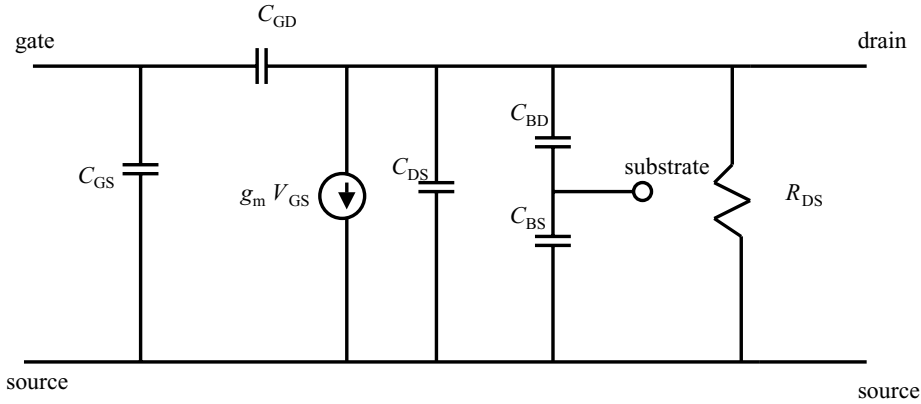 C_GD
gate
drain
C_BD
C_GS
C_DS
substrate
g_m V_GS
R_DS
C_BS
source
source